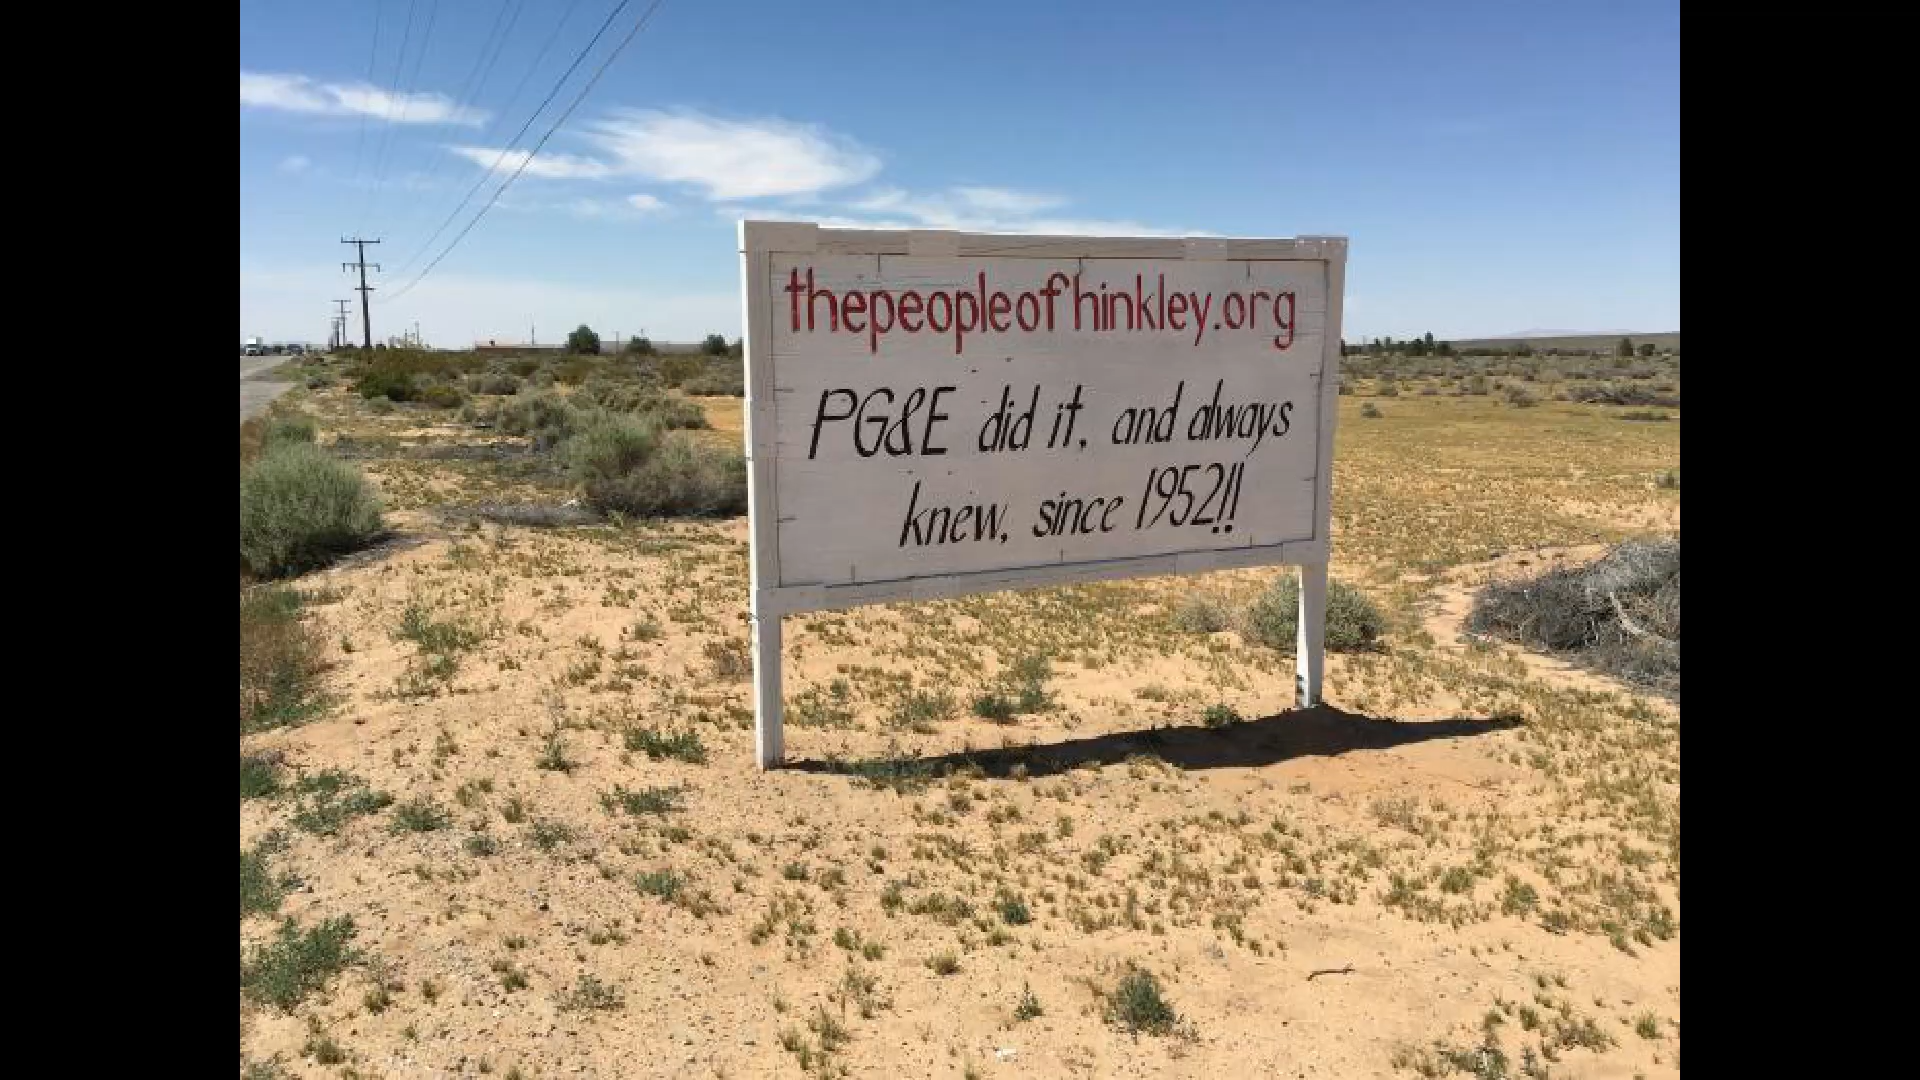 thepeopleofhinkley.org
PG&E did it, and always
knew, since 1952!!